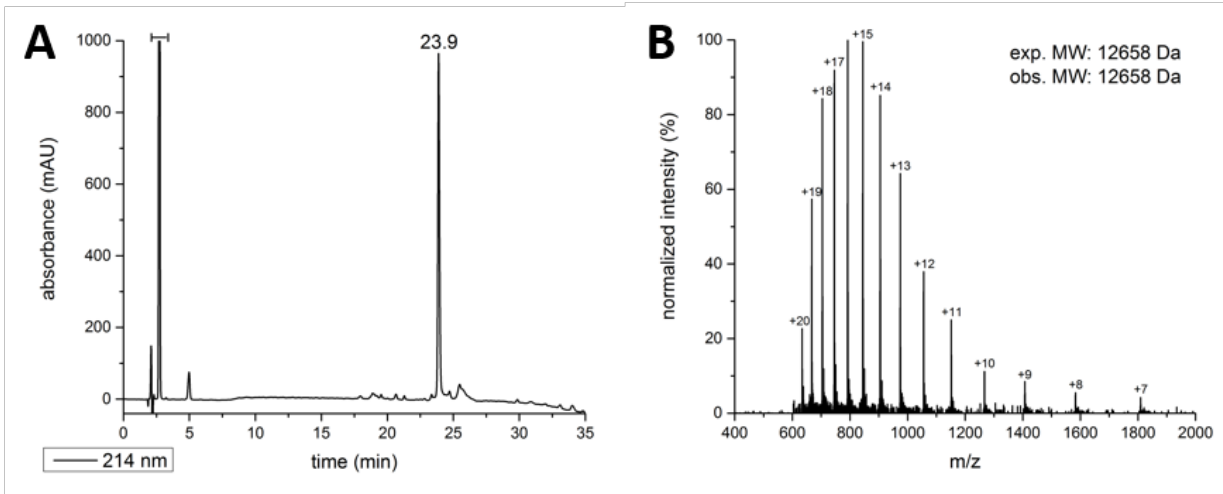 A
23.9
1000
800
600
400
200
0
absorbance (mAU)
0 5 10 15 20 25 30 35
time (min)
214 nm
B
exp. MW: 12658 Da
obs. MW: 12658 Da
100
80
60
40
20
0
normalized intensity (%)
+20
+19
+18
+17
+15
+14
+13
+12
+11
+10
+9
+8
+7
400 600 800 1000 1200 1400 1600 1800 2000
m/z